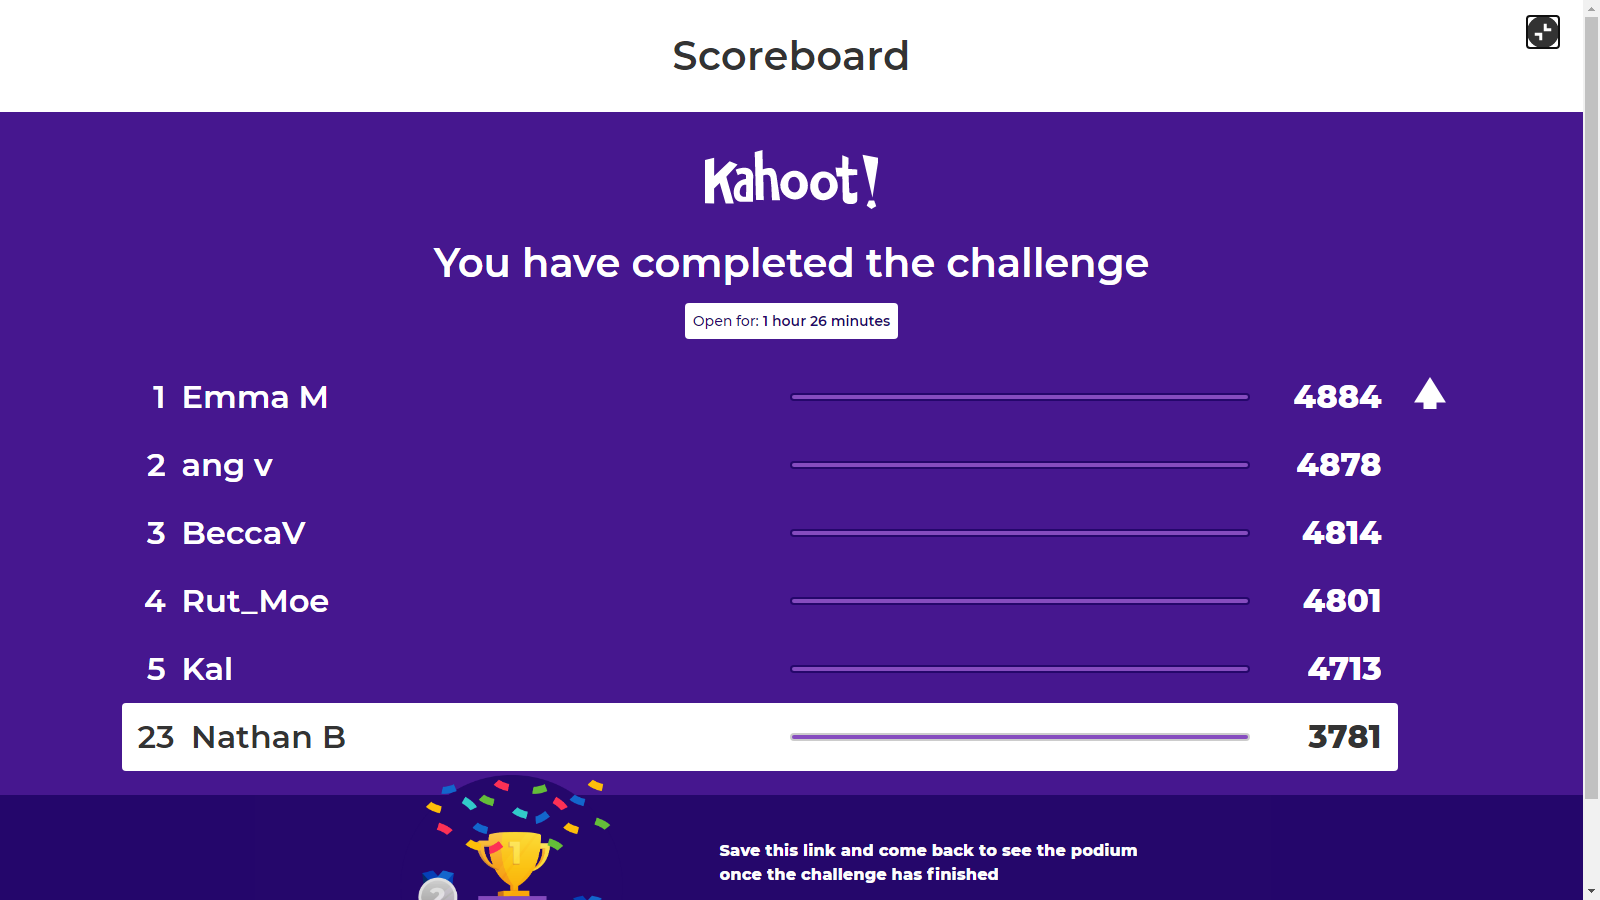 Scoreboard
Kahoot!
You have completed the challenge
Open for: 1 hour 26 minutes
1 Emma M 4884
2 ang v 4878
3 BeccaV 4814
4 Rut_Moe 4801
5 Kal 4713
23 Nathan B 3781
1
Save this link and come back to see the podium
once the challenge has finished
2